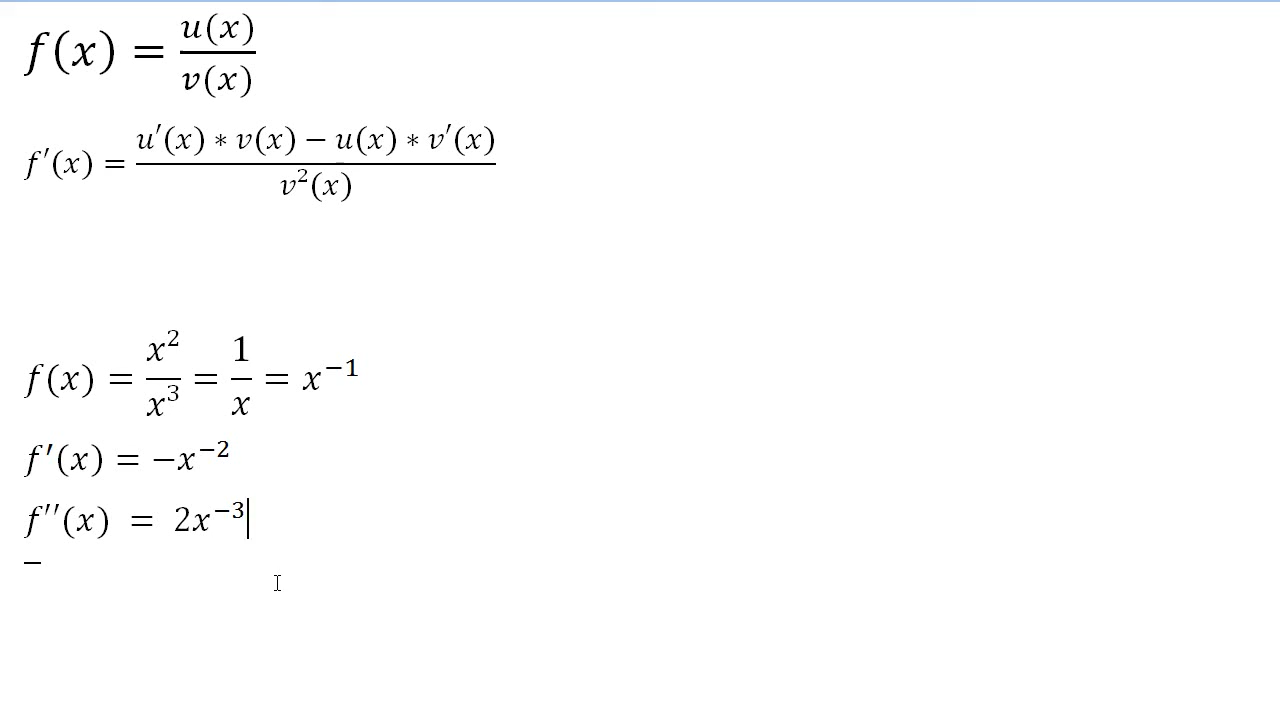 f(x) = u(x)/v(x)
f′(x) = (u′(x) ∗ v(x) − u(x) ∗ v′(x))/(v²(x))
f(x) = x²/x³ = 1/x = x⁻¹
f′(x) = −x⁻²
f′′(x) = 2x⁻³